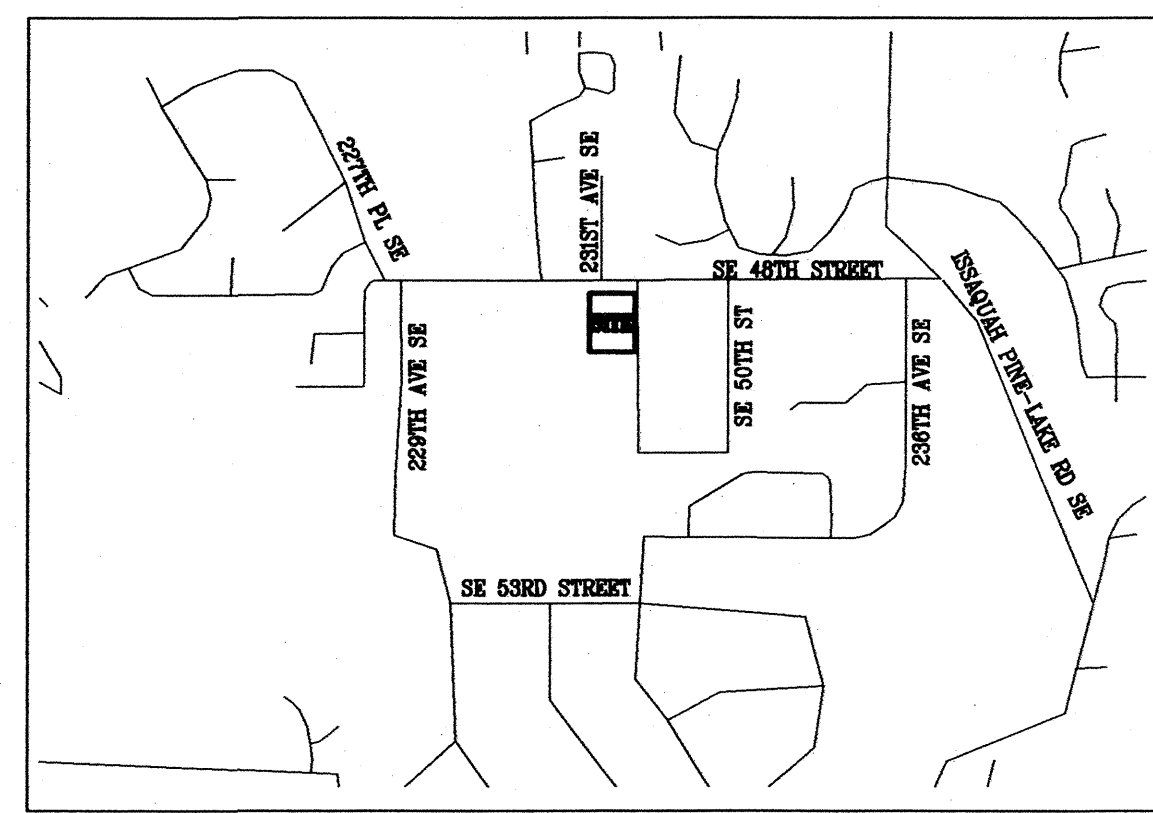 227TH PL SE
231ST AVE SE
SE 48TH STREET
ISSAQUAH PINE-LAKE RD SE
SITE
229TH AVE SE
SE 50TH ST
236TH AVE SE
SE 53RD STREET